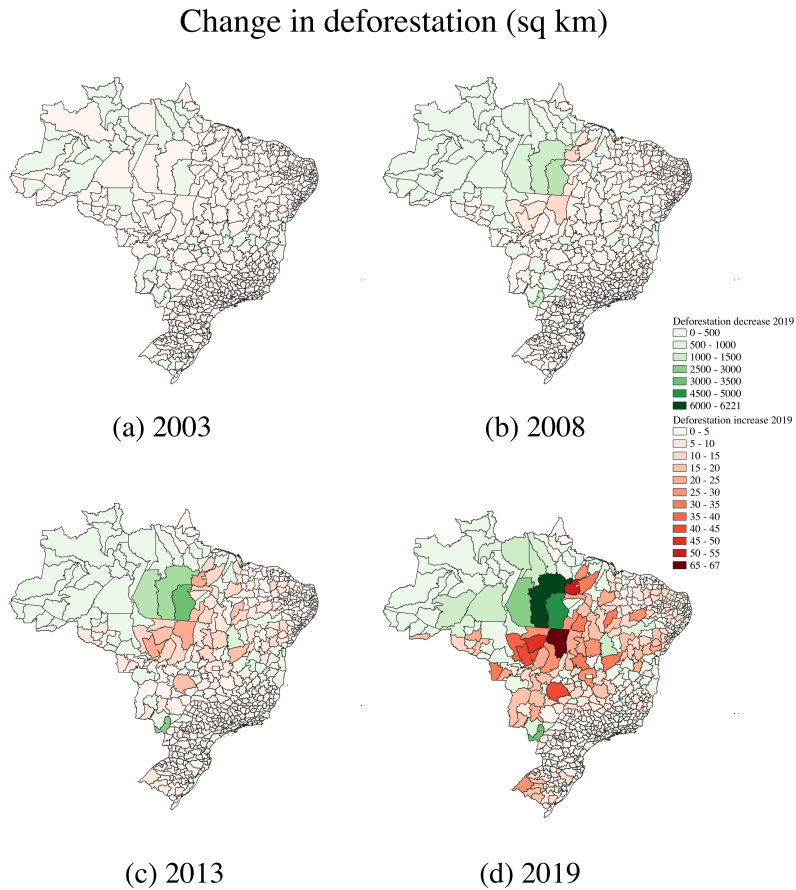 Change in deforestation (sq km)
(a) 2003
(b) 2008
Deforestation decrease 2019
0 - 500
500 - 1000
1000 - 1500
2500 - 3000
3000 - 3500
4500 - 5000
6000 - 6221
Deforestation increase 2019
0 - 5
5 - 10
10 - 15
15 - 20
20 - 25
25 - 30
30 - 35
35 - 40
40 - 45
45 - 50
50 - 55
65 - 67
(c) 2013
(d) 2019